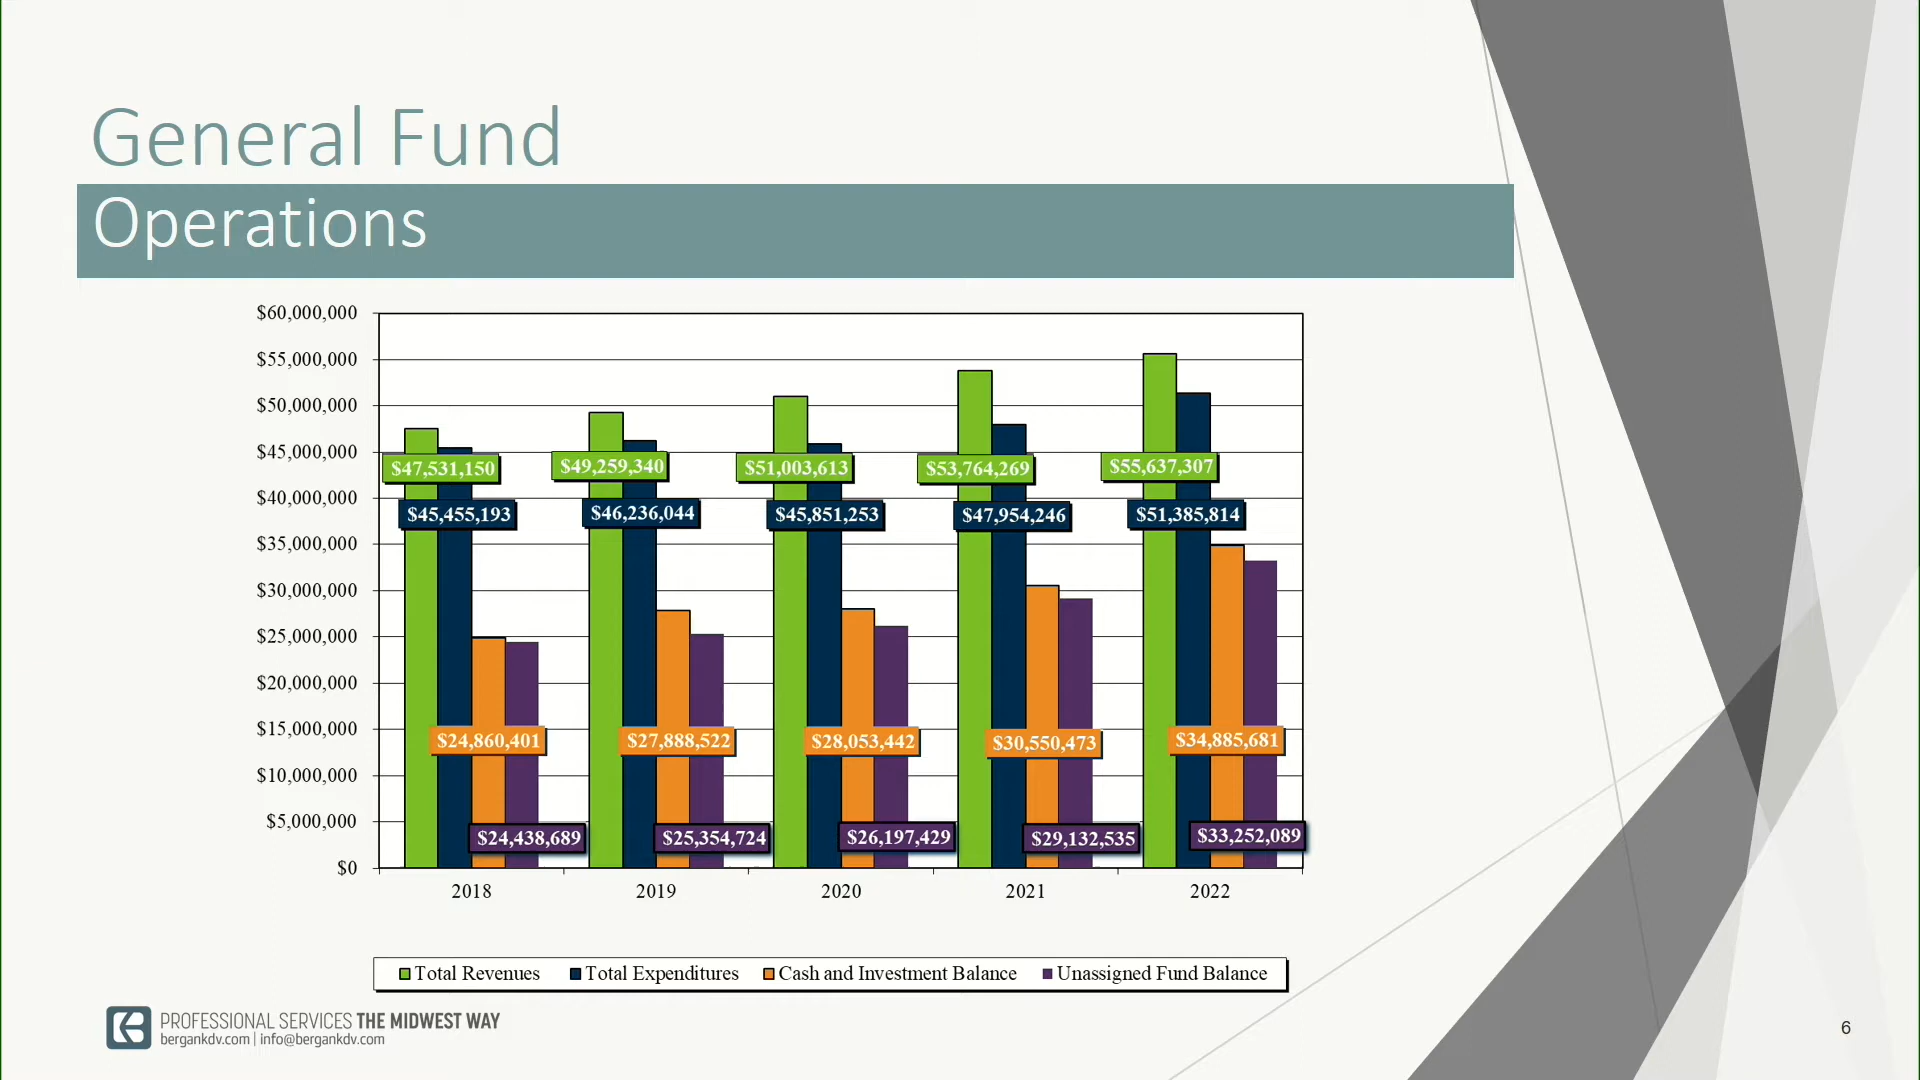 General Fund
Operations
$60,000,000
$55,000,000
$50,000,000
$45,000,000
$40,000,000
$35,000,000
$30,000,000
$25,000,000
$20,000,000
$15,000,000
$10,000,000
$5,000,000
$0
$47,531,150 $49,259,340 $51,003,613 $53,764,269 $55,637,307
$45,455,193 $46,236,044 $45,851,253 $47,954,246 $51,385,814
$24,860,401 $27,888,522 $28,053,442 $30,550,473 $34,885,681
$24,438,689 $25,354,724 $26,197,429 $29,132,535 $33,252,089
2018 2019 2020 2021 2022
Total Revenues Total Expenditures Cash and Investment Balance Unassigned Fund Balance
PROFESSIONAL SERVICES THE MIDWEST WAY
bergankdv.com | info@bergankdv.com
6